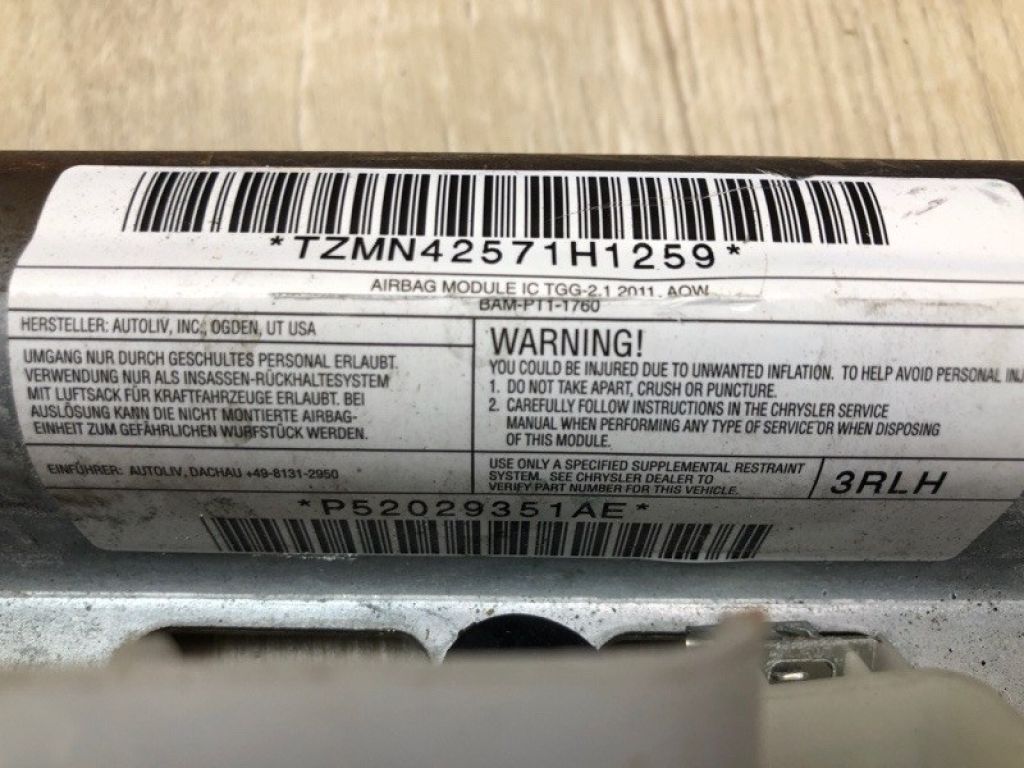 *TZMN42571H1259*
AIRBAG MODULE IC TGG-2.1 2011, AOW
BAM-PT1-1760
HERSTELLER: AUTOLIV, INC., OGDEN, UT USA
UMGANG NUR DURCH GESCHULTES PERSONAL ERLAUBT.
VERWENDUNG NUR ALS INSASSEN-RÜCKHALTESYSTEM
MIT LUFTSACK FÜR KRAFTFAHRZEUGE ERLAUBT. BEI
AUSLÖSUNG KANN DIE NICHT MONTIERTE AIRBAG-
EINHEIT ZUM GEFÄHRLICHEN WURFSTÜCK WERDEN.
EINFÜHRER: AUTOLIV, DACHAU +49-8131-2950
WARNING!
YOU COULD BE INJURED DUE TO UNWANTED INFLATION. TO HELP AVOID PERSONAL INJ
1. DO NOT TAKE APART, CRUSH OR PUNCTURE.
2. CAREFULLY FOLLOW INSTRUCTIONS IN THE CHRYSLER SERVICE
MANUAL WHEN PERFORMING ANY TYPE OF SERVICE OR WHEN DISPOSING
OF THIS MODULE.
USE ONLY A SPECIFIED SUPPLEMENTAL RESTRAINT
SYSTEM. SEE CHRYSLER DEALER TO
VERIFY PART NUMBER FOR THIS VEHICLE.
3RLH
*P52029351AE*